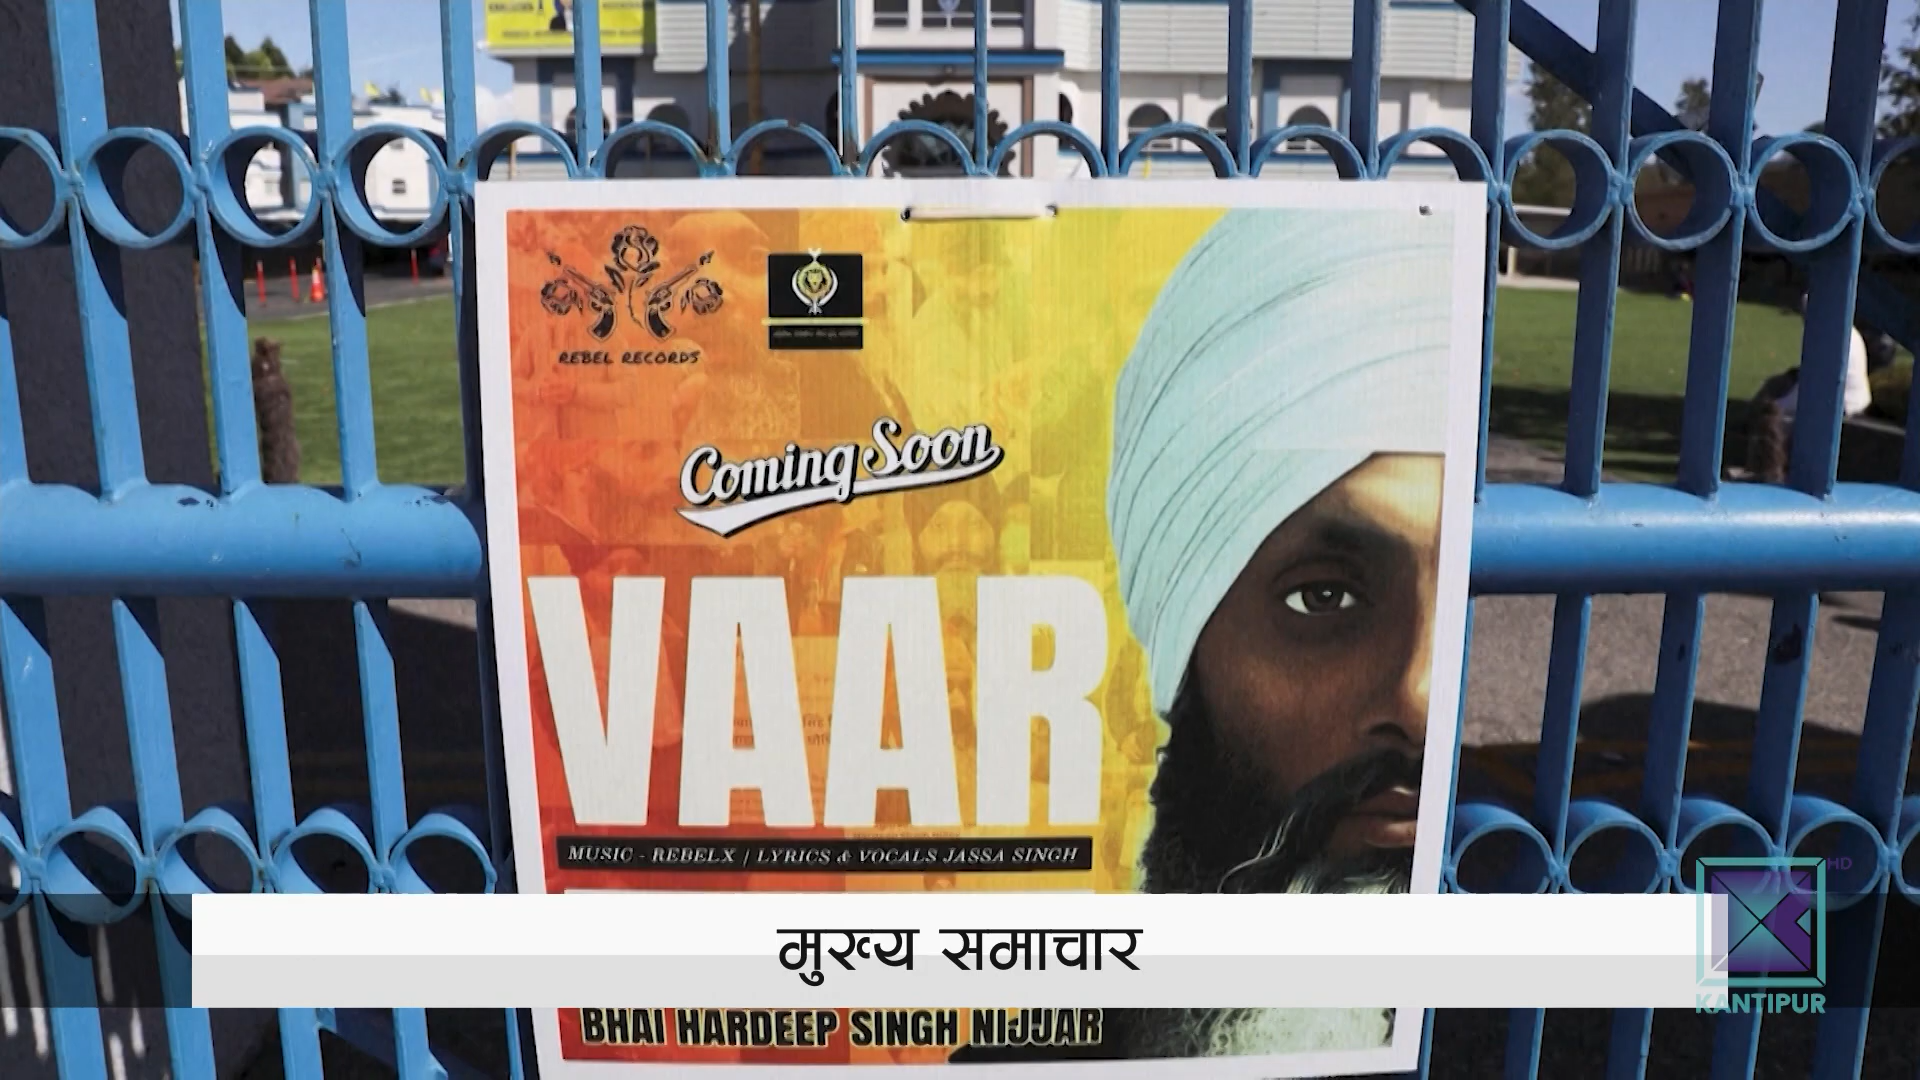 REBEL RECORDS
Coming Soon
VAAR
MUSIC - REBELX | LYRICS & VOCALS JASSA SINGH
HD
मुख्य समाचार
KANTIPUR
BHAI HARDEEP SINGH NIJJAR